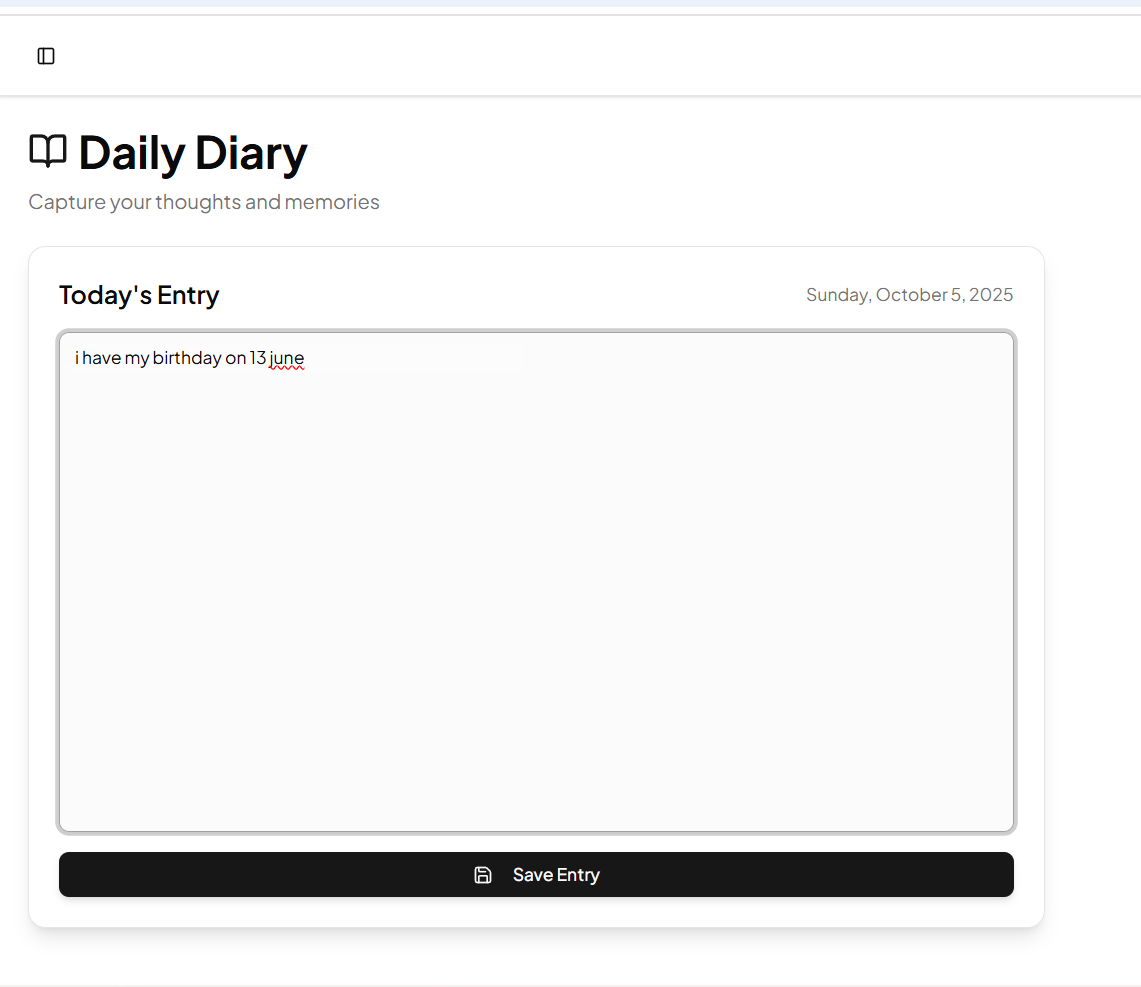 Daily Diary
Capture your thoughts and memories
Today's Entry
Sunday, October 5, 2025
i have my birthday on 13 june
Save Entry